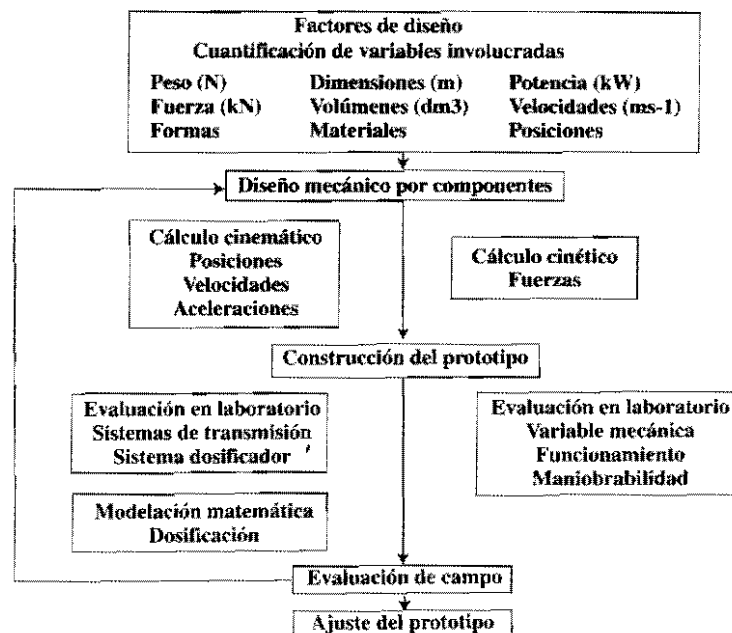 Factores de diseño
Cuantificación de variables involucradas
Peso (N) Dimensiones (m) Potencia (kW)
Fuerza (kN) Volúmenes (dm3) Velocidades (ms-1)
Formas Materiales Posiciones
Diseño mecánico por componentes
Cálculo cinemático
Posiciones
Velocidades
Aceleraciones
Cálculo cinético
Fuerzas
Construcción del prototipo
Evaluación en laboratorio
Sistemas de transmisión
Sistema dosificador
Evaluación en laboratorio
Variable mecánica
Funcionamiento
Maniobrabilidad
Modelación matemática
Dosificación
Evaluación de campo
Ajuste del prototipo